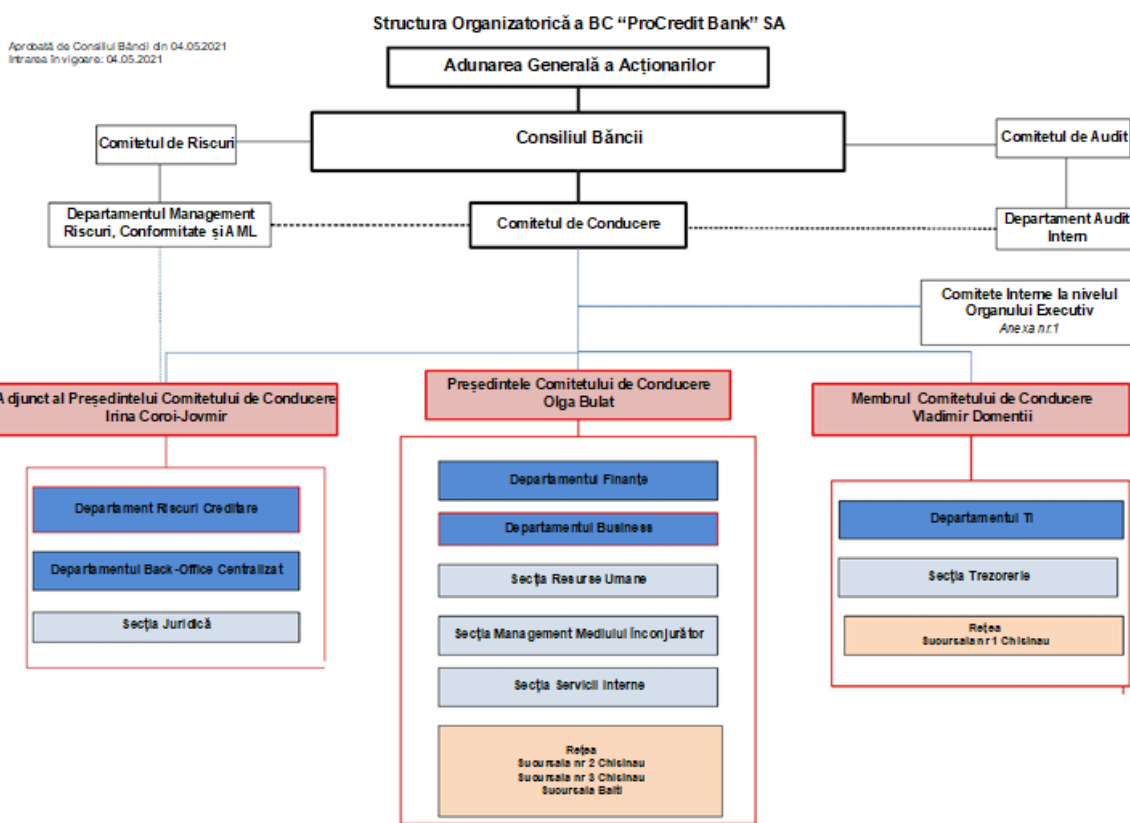 Structura Organizatorică a BC “ProCredit Bank” SA
Aprobată de Consiliul Băncii din 04.05.2021
Intrarea în vigoare: 04.05.2021
Adunarea Generală a Acționarilor
Consiliul Băncii
Comitetul de Riscuri
Comitetul de Audit
Departamentul Management
Riscuri, Conformitate și AML
Comitetul de Conducere
Departament Audit
Intern
Comitete Interne la nivelul
Organului Executiv
Anexa nr.1
Adjunct al Președintelui Comitetului de Conducere
Irina Coroi-Jovmir
Președintele Comitetului de Conducere
Olga Bulat
Membrul Comitetului de Conducere
Vladimir Domentii
Departament Riscuri Creditare
Departamentul Back-Office Centralizat
Secția Juridică
Departamentul Finanțe
Departamentul Business
Secția Resurse Umane
Secția Management Mediului Înconjurător
Secția Servicii Interne
Rețea
Sucursala nr 2 Chisinau
Sucursala nr 3 Chisinau
Sucursala Balti
Departamentul TI
Secția Trezorerie
Rețea
Sucursala nr 1 Chisinau